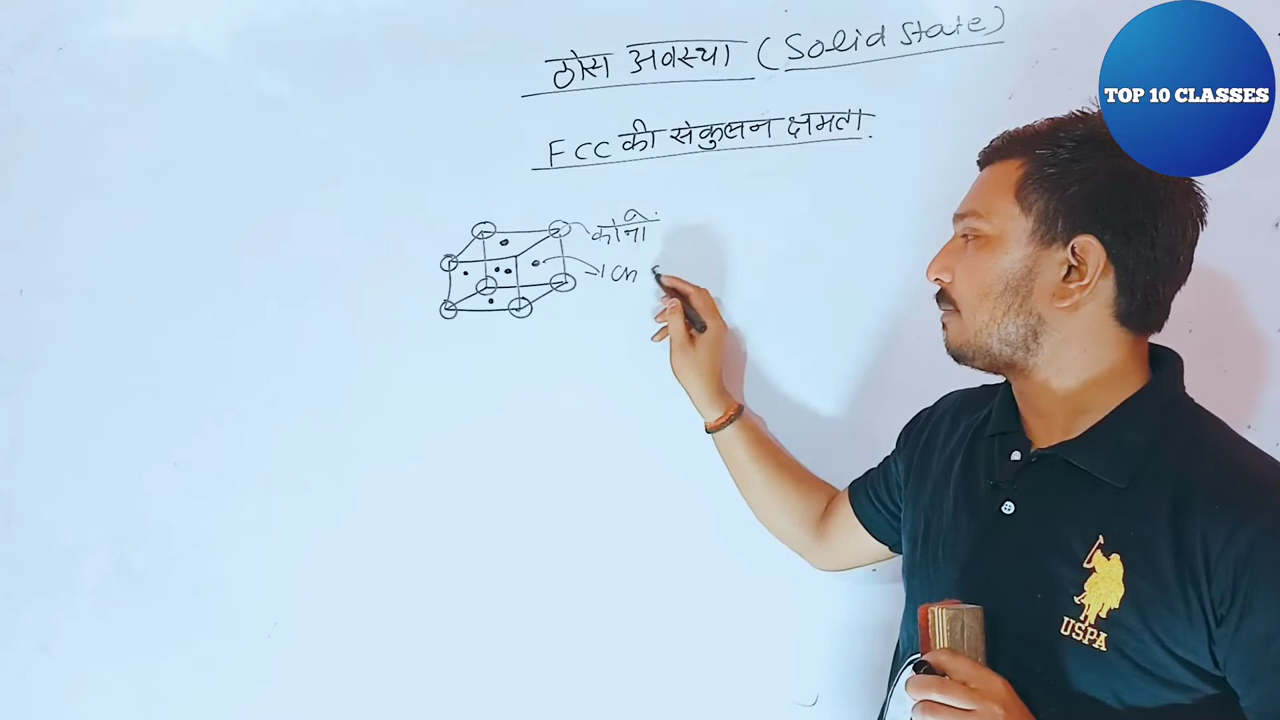 ठोस अवस्था (Solid State)
TOP 10 CLASSES
FCC की संकुलन क्षमता.
USPA